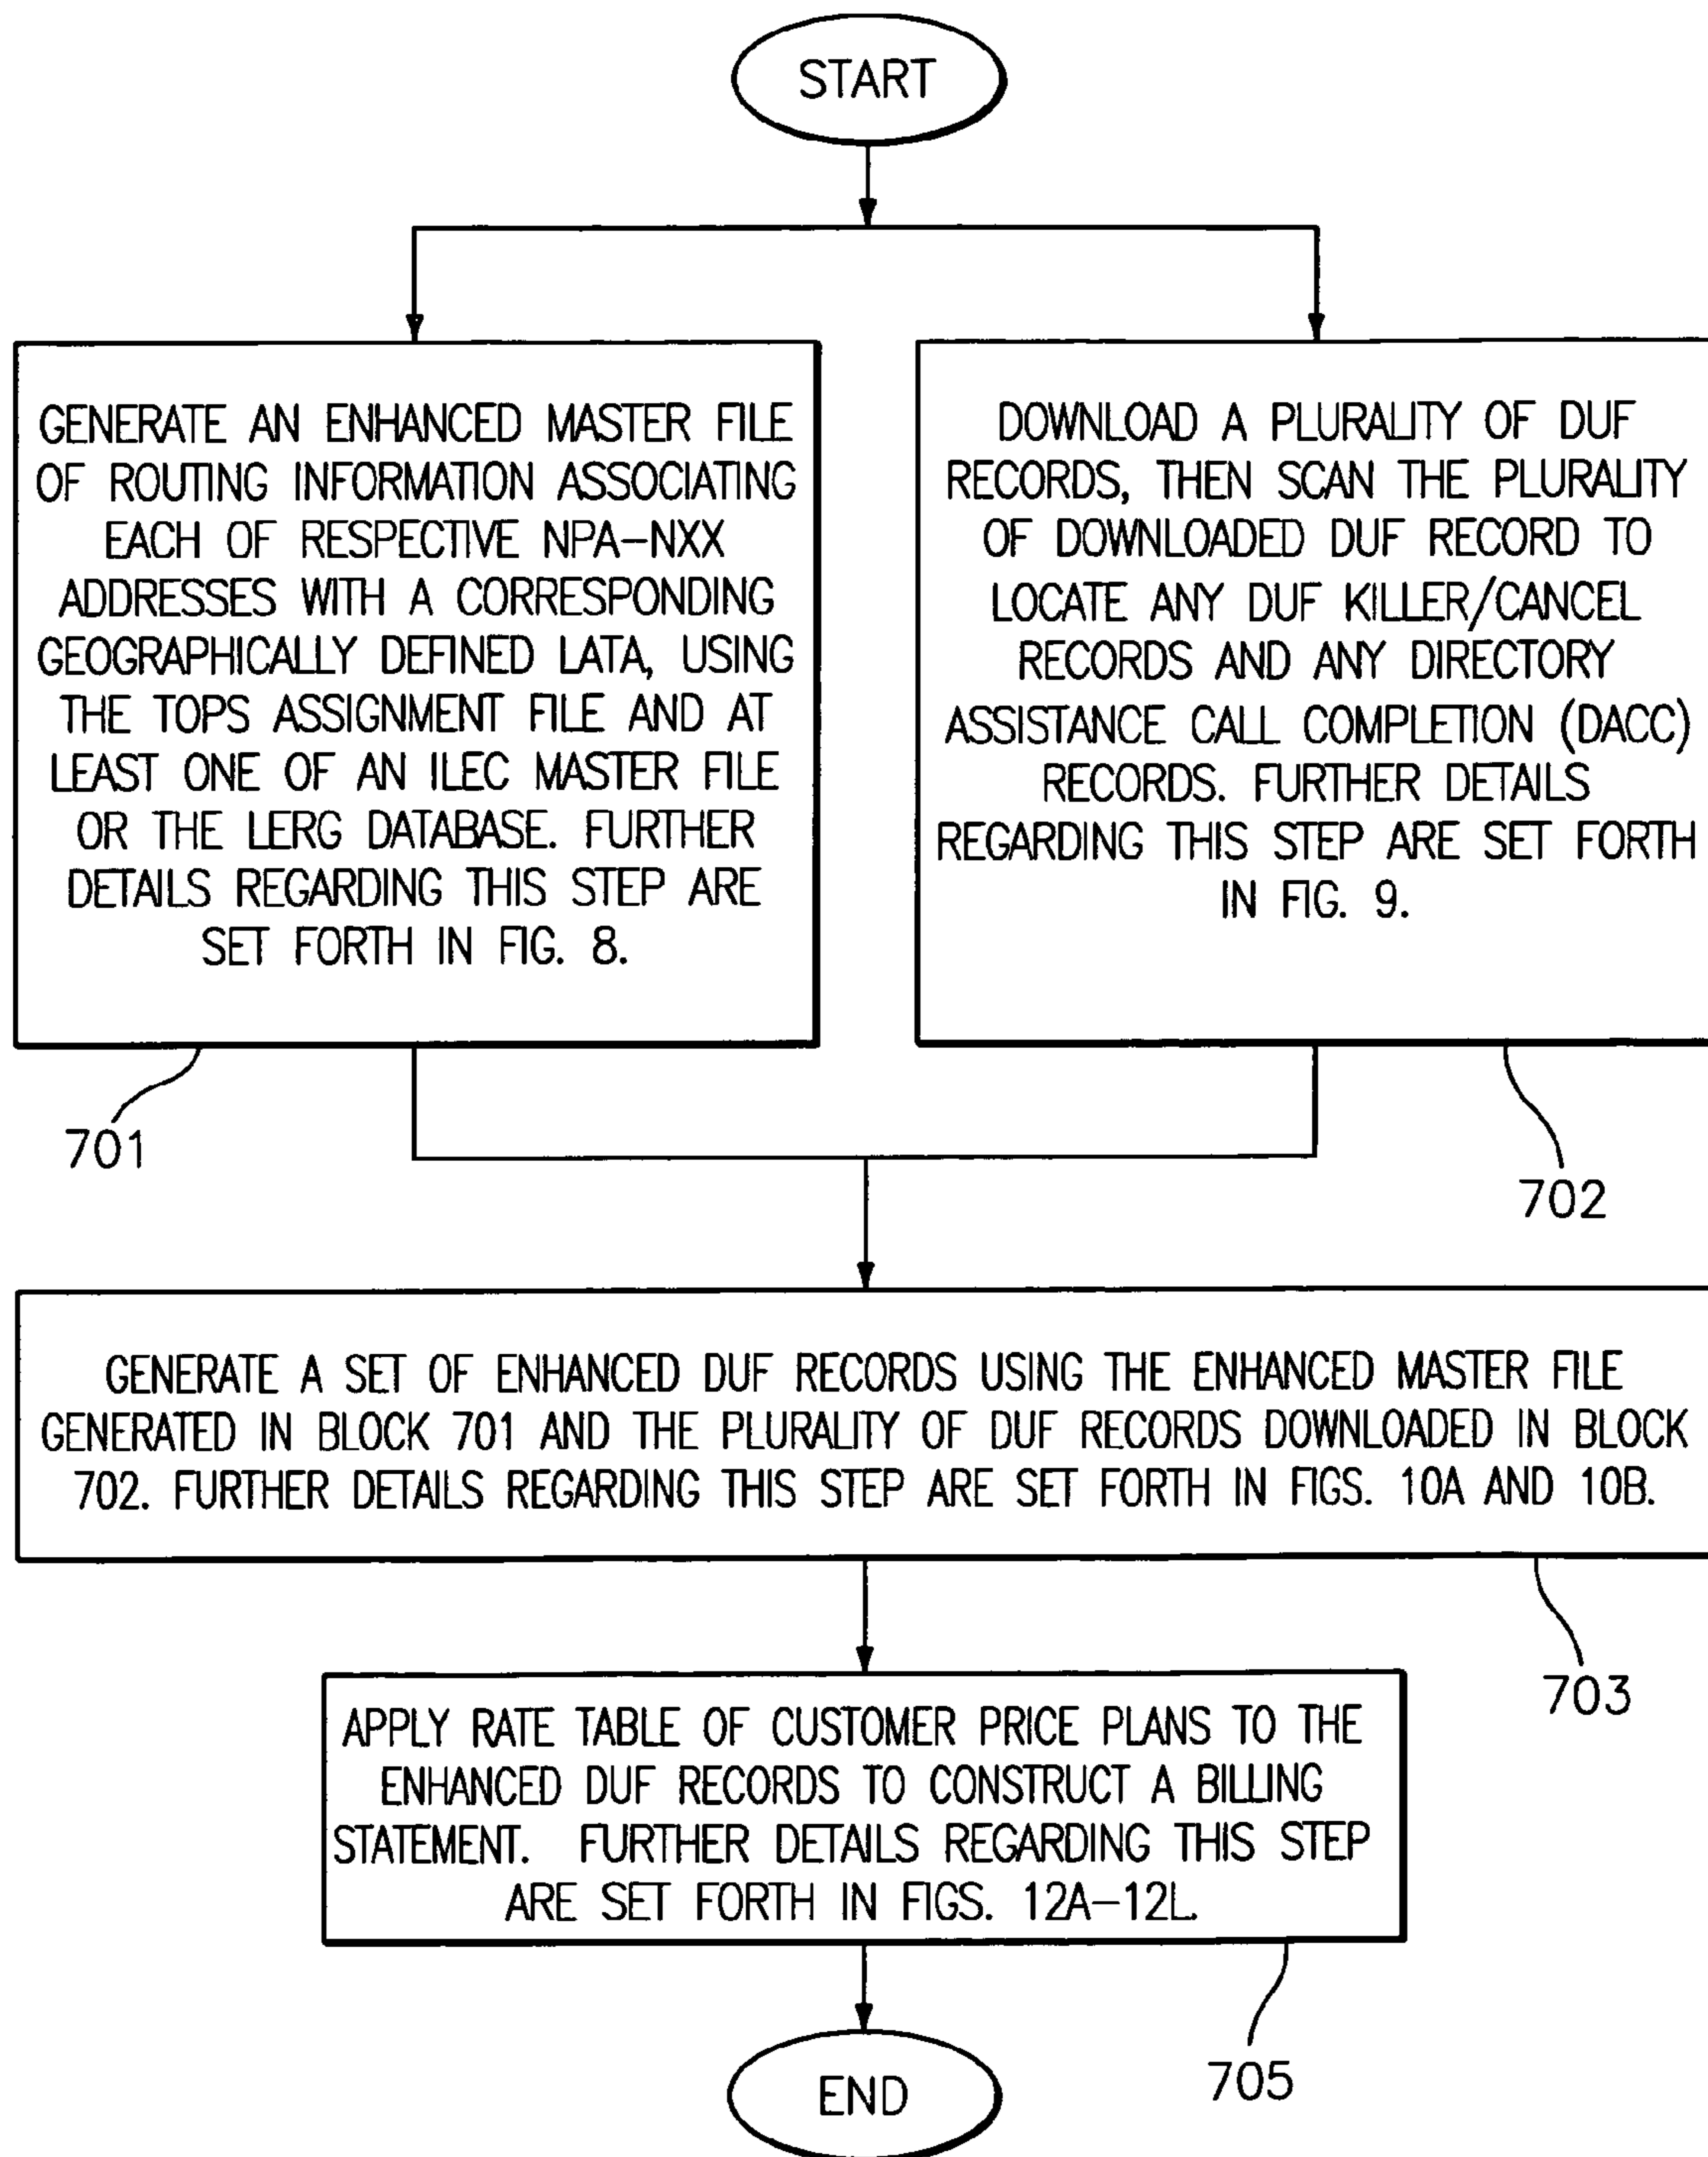 START
GENERATE AN ENHANCED MASTER FILE
OF ROUTING INFORMATION ASSOCIATING
EACH OF RESPECTIVE NPA-NXX
ADDRESSES WITH A CORRESPONDING
GEOGRAPHICALLY DEFINED LATA, USING
THE TOPS ASSIGNMENT FILE AND AT
LEAST ONE OF AN ILEC MASTER FILE
OR THE LERG DATABASE. FURTHER
DETAILS REGARDING THIS STEP ARE
SET FORTH IN FIG. 8.
701
DOWNLOAD A PLURALITY OF DUF
RECORDS, THEN SCAN THE PLURALITY
OF DOWNLOADED DUF RECORD TO
LOCATE ANY DUF KILLER/CANCEL
RECORDS AND ANY DIRECTORY
ASSISTANCE CALL COMPLETION (DACC)
RECORDS. FURTHER DETAILS
REGARDING THIS STEP ARE SET FORTH
IN FIG. 9.
702
GENERATE A SET OF ENHANCED DUF RECORDS USING THE ENHANCED MASTER FILE
GENERATED IN BLOCK 701 AND THE PLURALITY OF DUF RECORDS DOWNLOADED IN BLOCK
702. FURTHER DETAILS REGARDING THIS STEP ARE SET FORTH IN FIGS. 10A AND 10B.
703
APPLY RATE TABLE OF CUSTOMER PRICE PLANS TO THE
ENHANCED DUF RECORDS TO CONSTRUCT A BILLING
STATEMENT. FURTHER DETAILS REGARDING THIS STEP
ARE SET FORTH IN FIGS. 12A-12L.
705
END